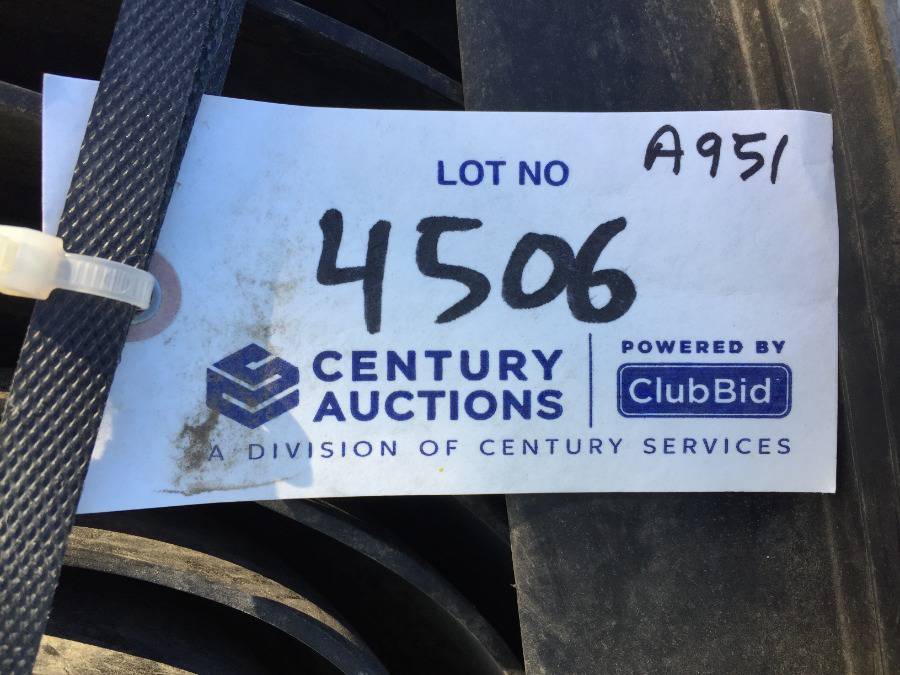 A951
LOT NO
4506
CENTURY
AUCTIONS
POWERED BY
ClubBid
A DIVISION OF CENTURY SERVICES